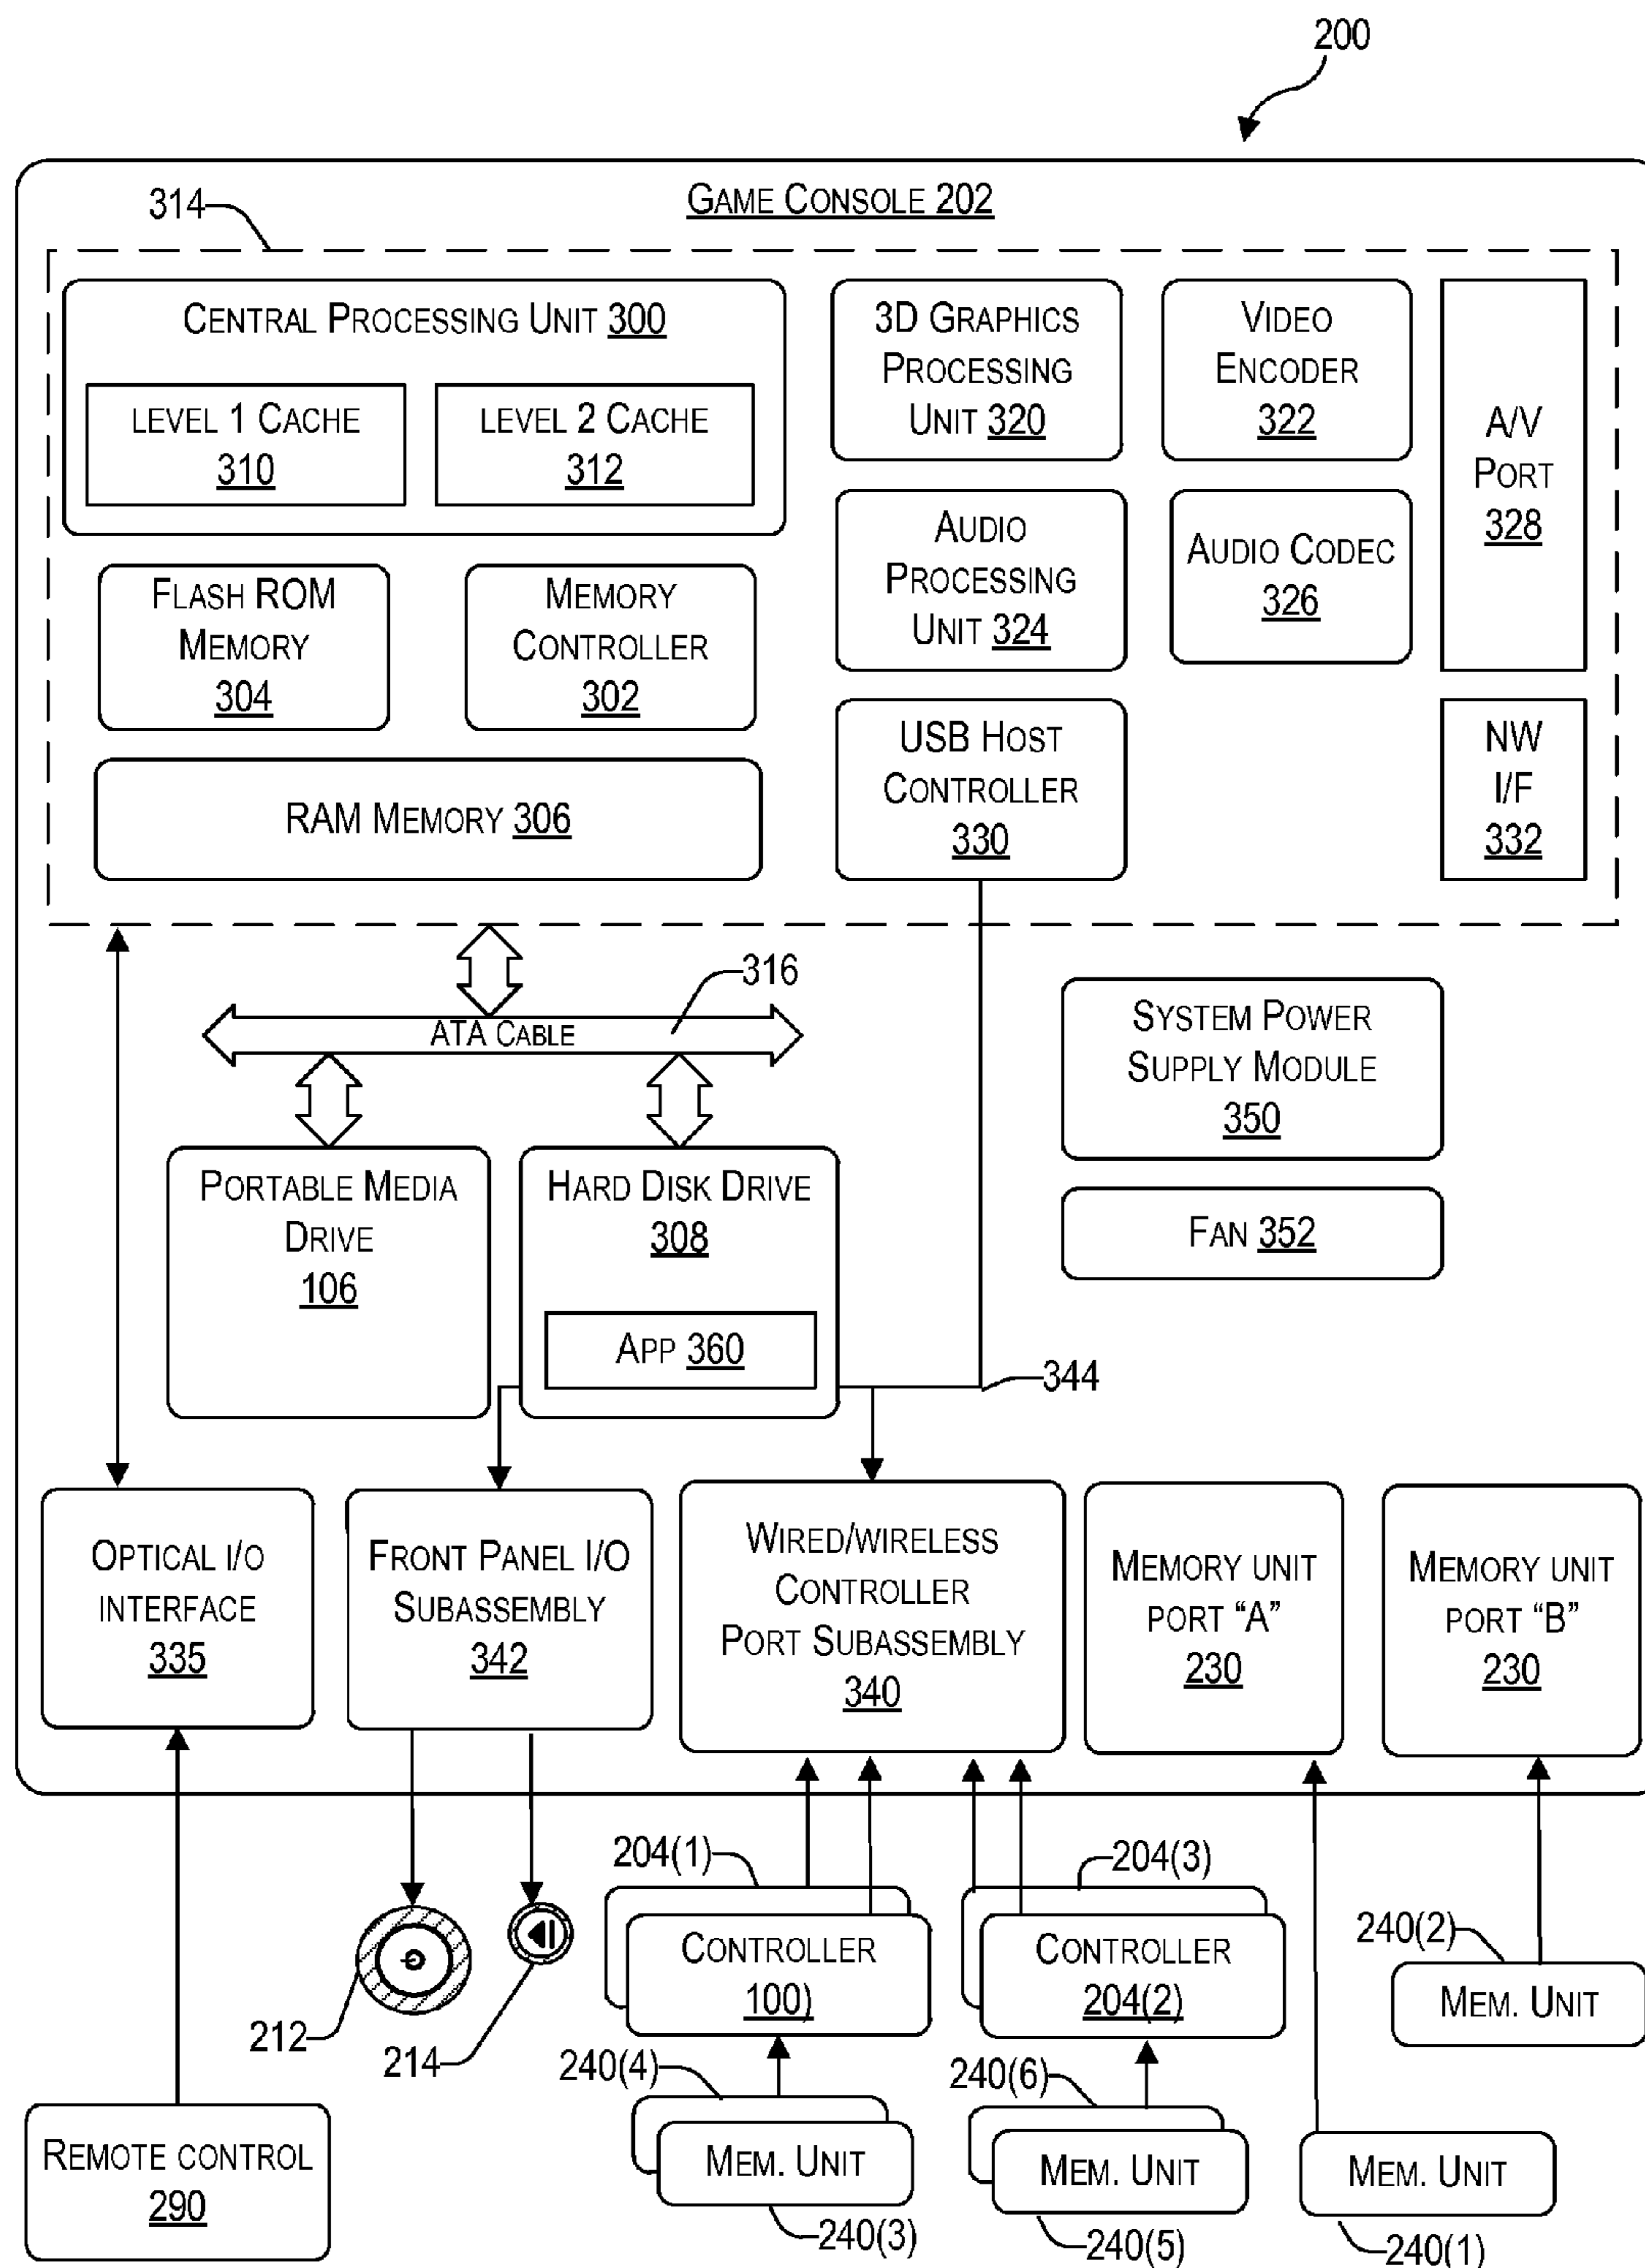 200
GAME CONSOLE 202
314
CENTRAL PROCESSING UNIT 300
LEVEL 1 CACHE
310
LEVEL 2 CACHE
312
3D GRAPHICS
PROCESSING
UNIT 320
VIDEO
ENCODER
322
A/V
PORT
328
AUDIO
PROCESSING
UNIT 324
AUDIO CODEC
326
FLASH ROM
MEMORY
304
MEMORY
CONTROLLER
302
USB HOST
CONTROLLER
330
NW
I/F
332
RAM MEMORY 306
316
ATA CABLE
SYSTEM POWER
SUPPLY MODULE
350
PORTABLE MEDIA
DRIVE
106
HARD DISK DRIVE
308
APP 360
FAN 352
344
OPTICAL I/O
INTERFACE
335
FRONT PANEL I/O
SUBASSEMBLY
342
WIRED/WIRELESS
CONTROLLER
PORT SUBASSEMBLY
340
MEMORY UNIT
PORT “A”
230
MEMORY UNIT
PORT “B”
230
204(1)
204(3)
CONTROLLER
100)
CONTROLLER
204(2)
240(2)
MEM. UNIT
212
214
240(4)
MEM. UNIT
240(3)
240(6)
MEM. UNIT
240(5)
MEM. UNIT
240(1)
REMOTE CONTROL
290